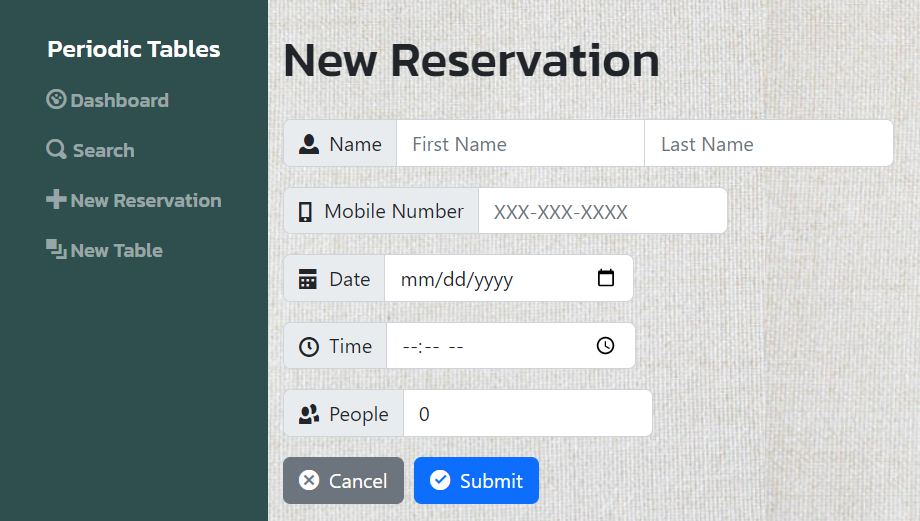 Periodic Tables
Dashboard
Search
New Reservation
New Table
New Reservation
Name First Name Last Name
Mobile Number XXX-XXX-XXXX
Date mm/dd/yyyy
Time --:-- --
People 0
Cancel Submit